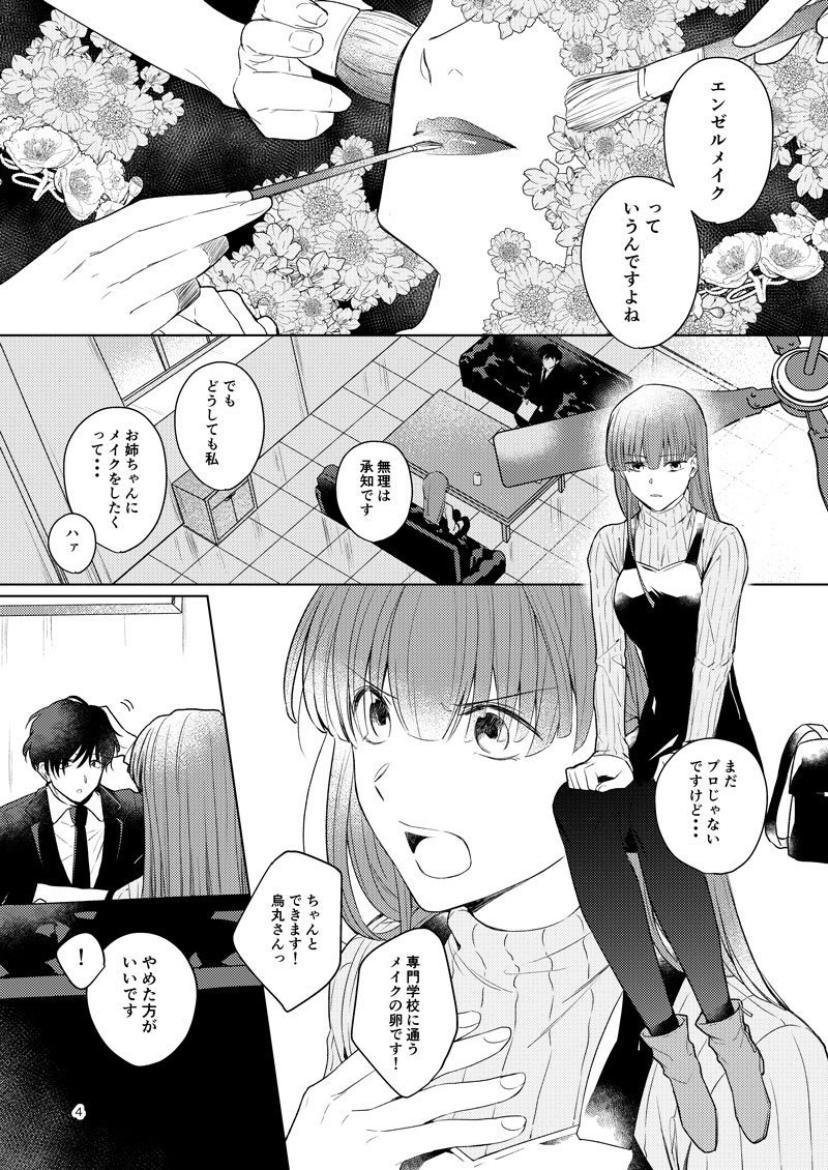 エンゼルメイク
って
いうんですよね
無理は
承知です
でも
どうしても私
お姉ちゃんに
メイクをしたく
って・・・
ハァ
まだ
プロじゃない
ですけど・・・
専門学校に通う
メイクの卵です！
ちゃんと
できます！
烏丸さんっ
やめた方が
いいです
！
4